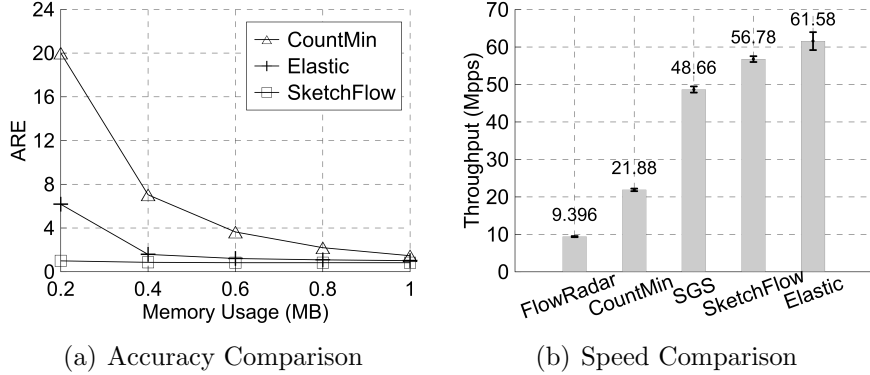 24
20
16
12
8
4
0
ARE
CountMin
Elastic
SketchFlow
0.2 0.4 0.6 0.8 1
Memory Usage (MB)
(a) Accuracy Comparison
70
60
50
40
30
20
10
0
Throughput (Mpps)
9.396
21.88
48.66
56.78
61.58
FlowRadar
CountMin
SGS
SketchFlow
Elastic
(b) Speed Comparison